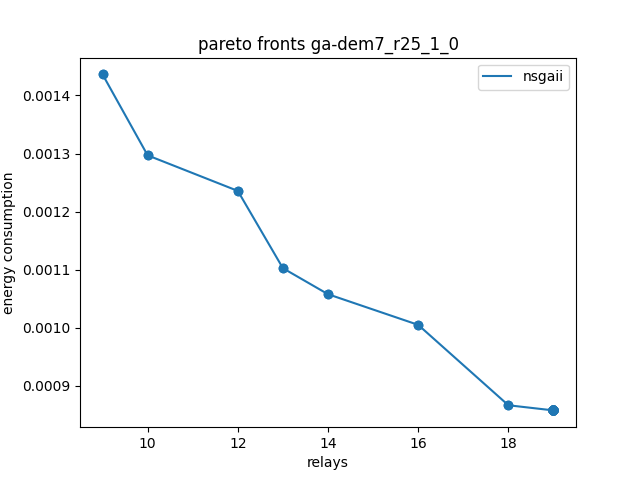 pareto fronts ga-dem7_r25_1_0
nsgaii
0.0014
0.0013
0.0012
0.0011
0.0010
0.0009
energy consumption
10 12 14 16 18
relays